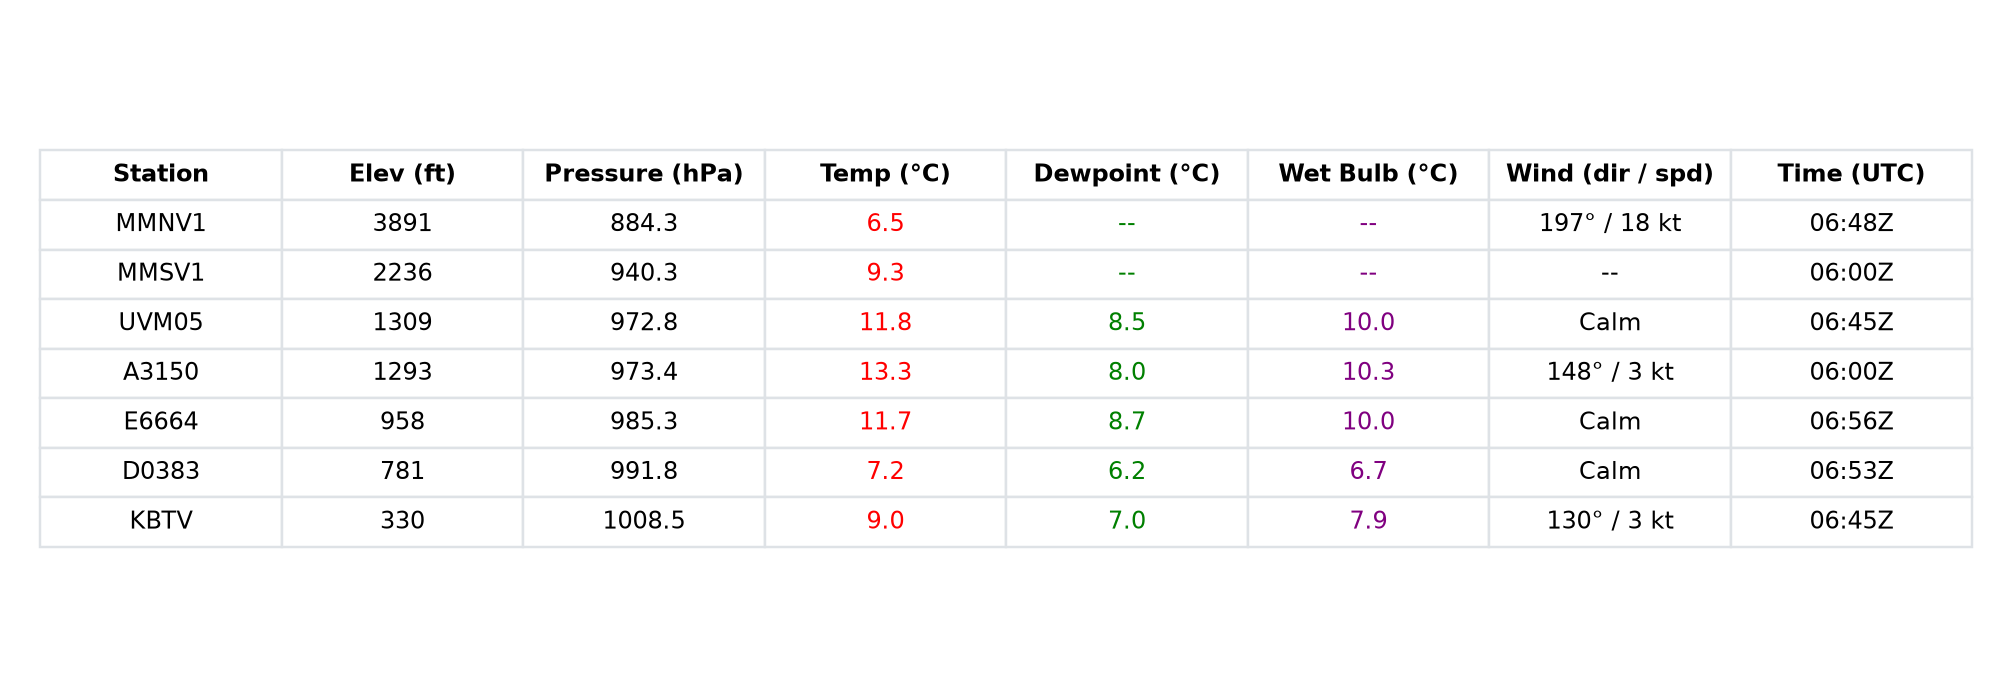 Station Elev (ft) Pressure (hPa) Temp (°C) Dewpoint (°C) Wet Bulb (°C) Wind (dir / spd) Time (UTC)
MMNV1 3891 884.3 6.5 -- -- 197° / 18 kt 06:48Z
MMSV1 2236 940.3 9.3 -- -- -- 06:00Z
UVM05 1309 972.8 11.8 8.5 10.0 Calm 06:45Z
A3150 1293 973.4 13.3 8.0 10.3 148° / 3 kt 06:00Z
E6664 958 985.3 11.7 8.7 10.0 Calm 06:56Z
D0383 781 991.8 7.2 6.2 6.7 Calm 06:53Z
KBTV 330 1008.5 9.0 7.0 7.9 130° / 3 kt 06:45Z